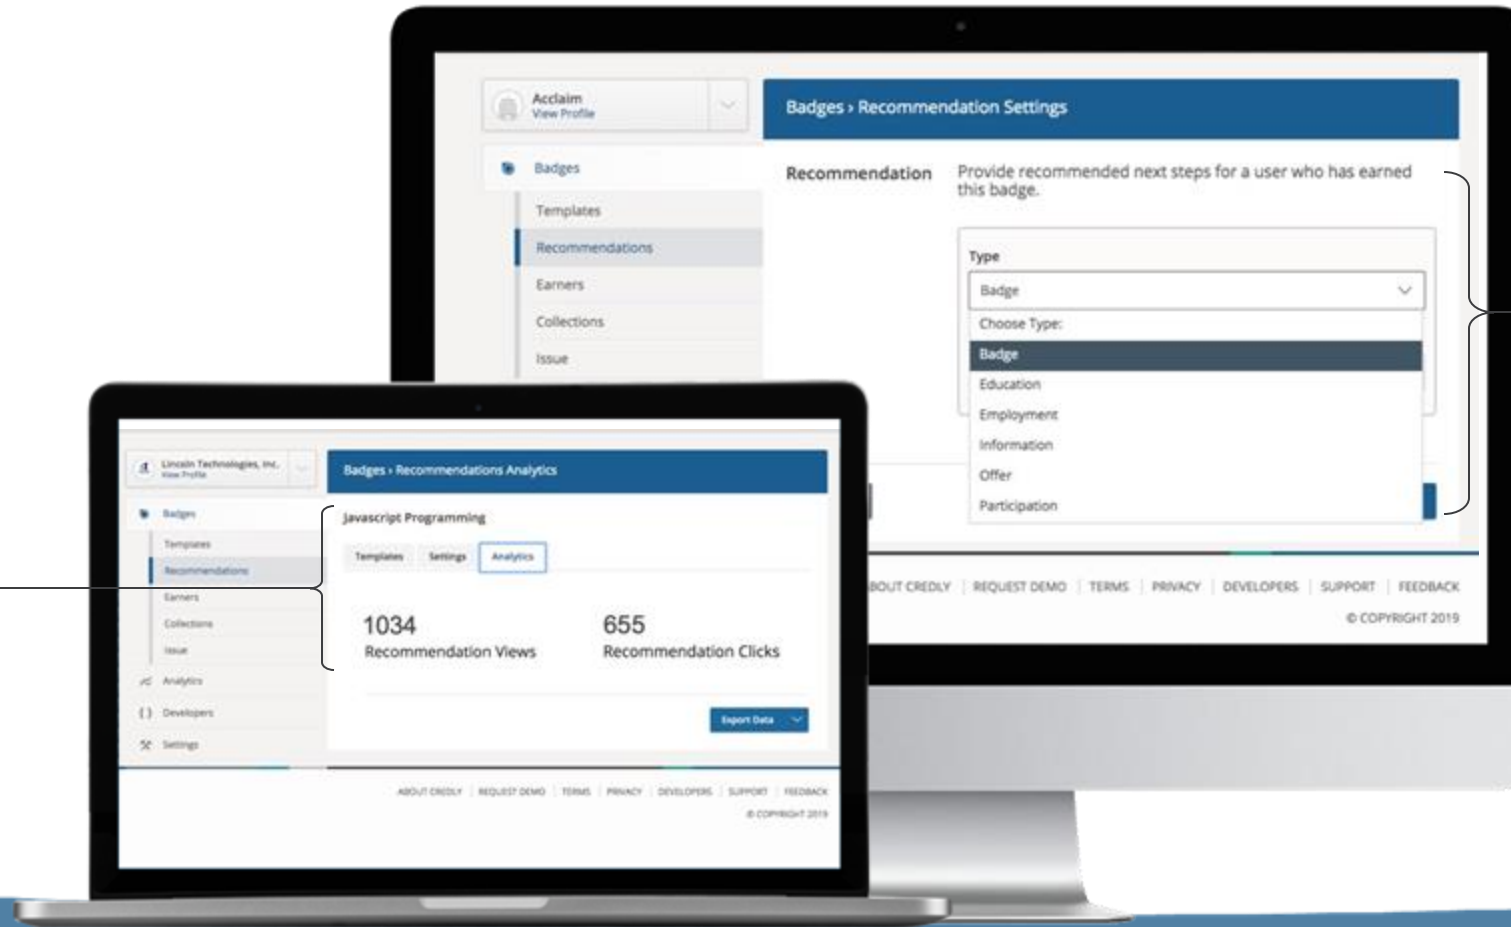 Acclaim
View Profile
Badges
Templates
Recommendations
Earners
Collections
Issue
Badges › Recommendation Settings
Recommendation
Provide recommended next steps for a user who has earned
this badge.
Type
Badge
Choose Type:
Badge
Education
Employment
Information
Offer
Participation
BOUT CREDLY | REQUEST DEMO | TERMS | PRIVACY | DEVELOPERS | SUPPORT | FEEDBACK
© COPYRIGHT 2019
Lincoln Technologies, Inc.
View Profile
Badges
Templates
Recommendations
Earners
Collections
Issue
Analytics
Developers
Settings
Badges › Recommendations Analytics
Javascript Programming
Templates Settings Analytics
1034
Recommendation Views
655
Recommendation Clicks
Export Data
ABOUT CREDLY | REQUEST DEMO | TERMS | PRIVACY | DEVELOPERS | SUPPORT | FEEDBACK
© COPYRIGHT 2019